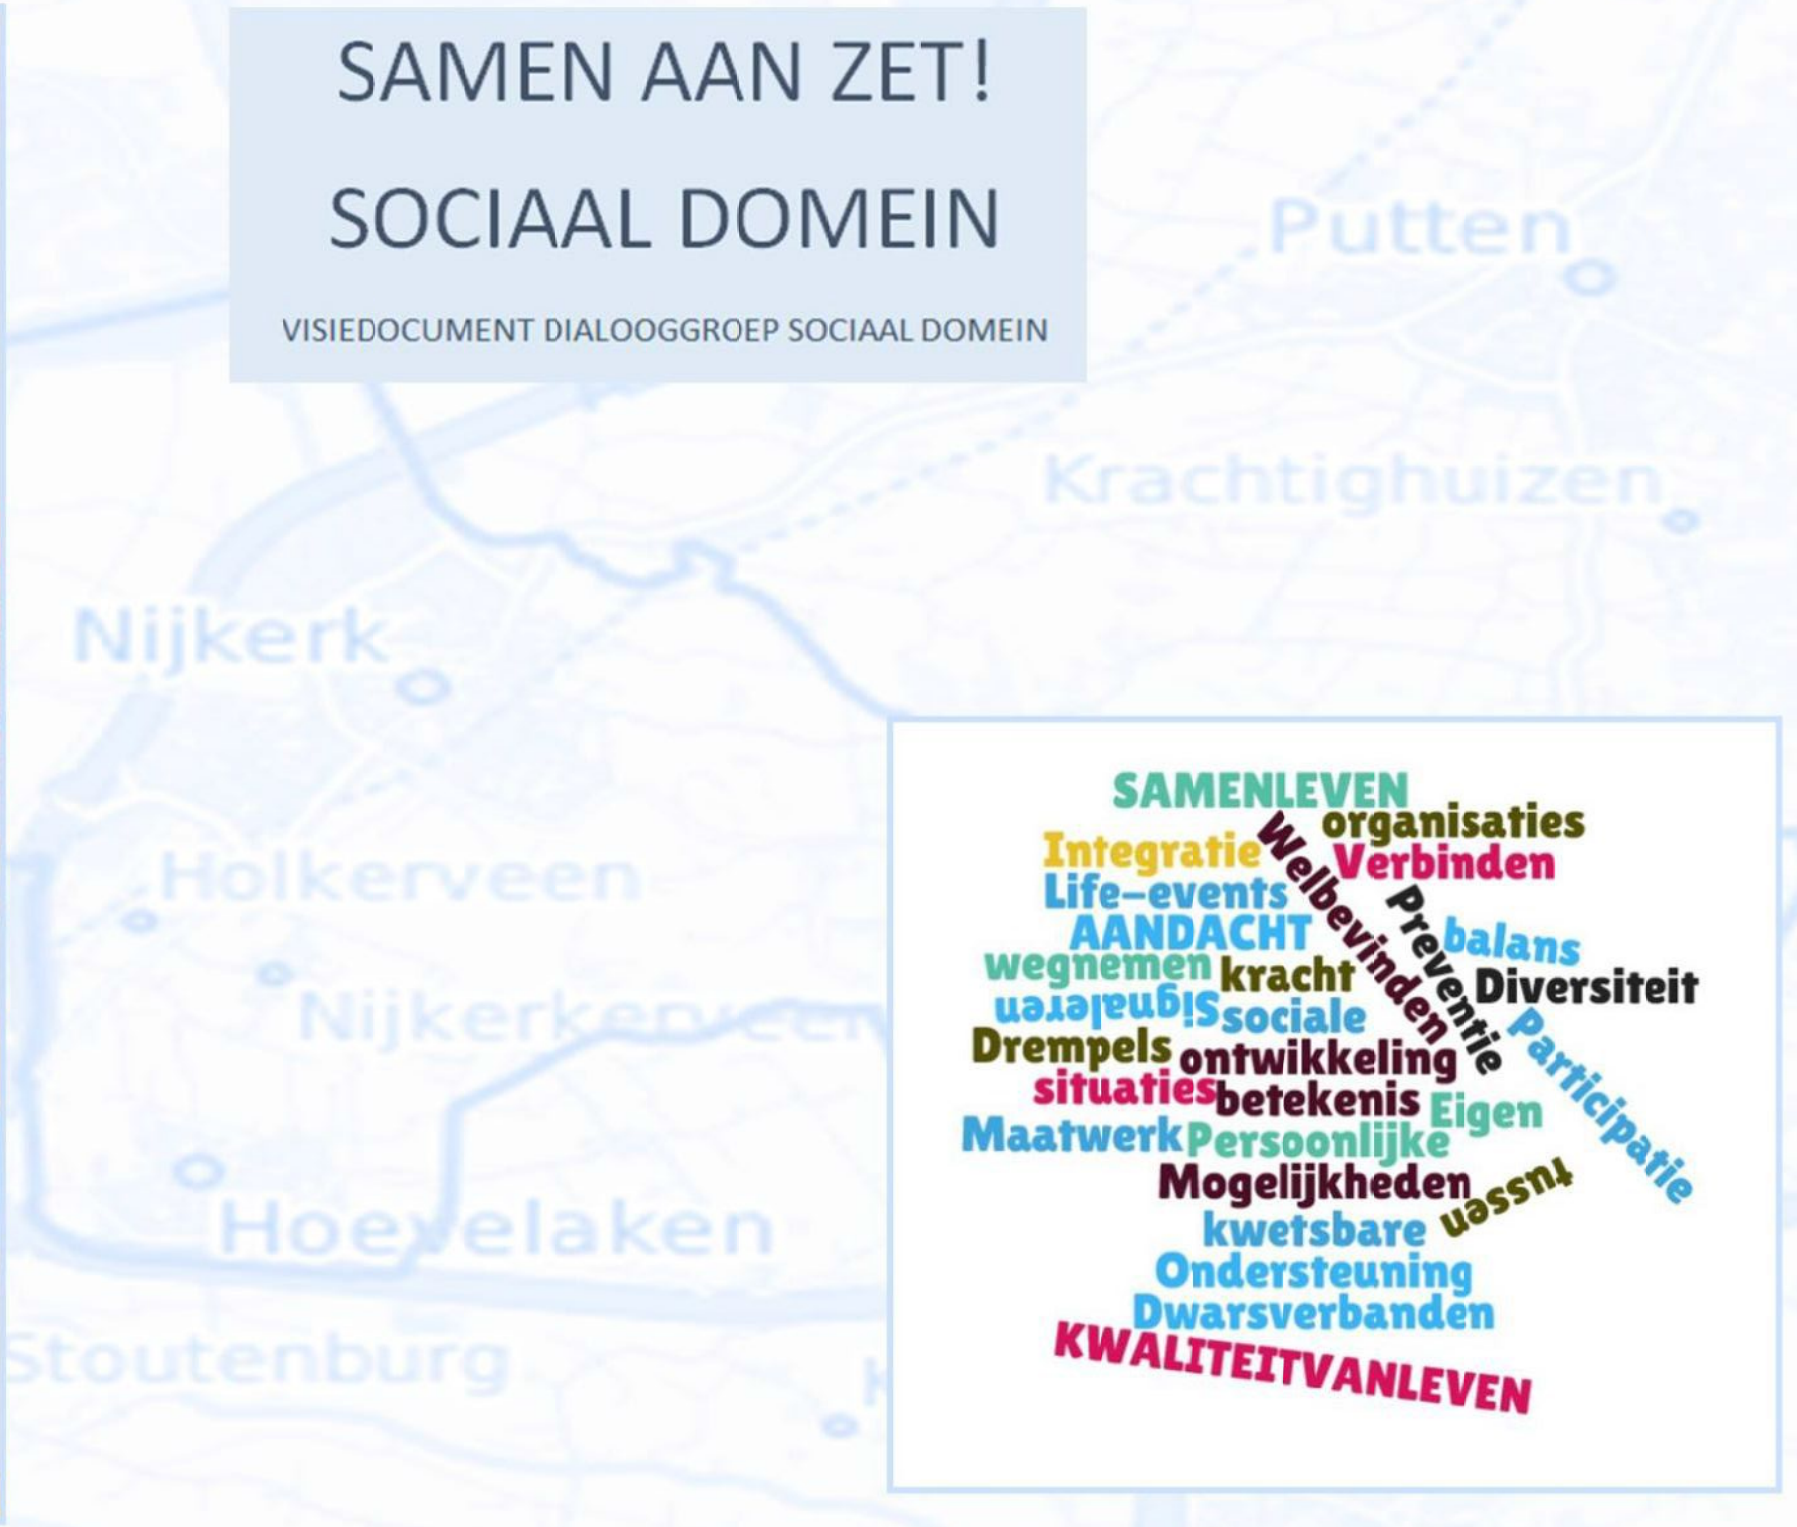 SAMEN AAN ZET!
SOCIAAL DOMEIN
VISIEDOCUMENT DIALOOGGROEP SOCIAAL DOMEIN
Putten
Krachtighuizen
Nijkerk
Holkerveen
Nijkerkerveen
Hoevelaken
Stoutenburg
SAMENLEVEN
organisaties
Integratie
Welbevinden
Verbinden
Life-events
Preventie
AANDACHT
balans
wegnemen
kracht
Diversiteit
Signaleren
sociale
Participatie
Drempels
ontwikkeling
situaties
betekenis
Eigen
Maatwerk
Persoonlijke
Mogelijkheden
tussen
kwetsbare
Ondersteuning
Dwarsverbanden
KWALITEITVANLEVEN